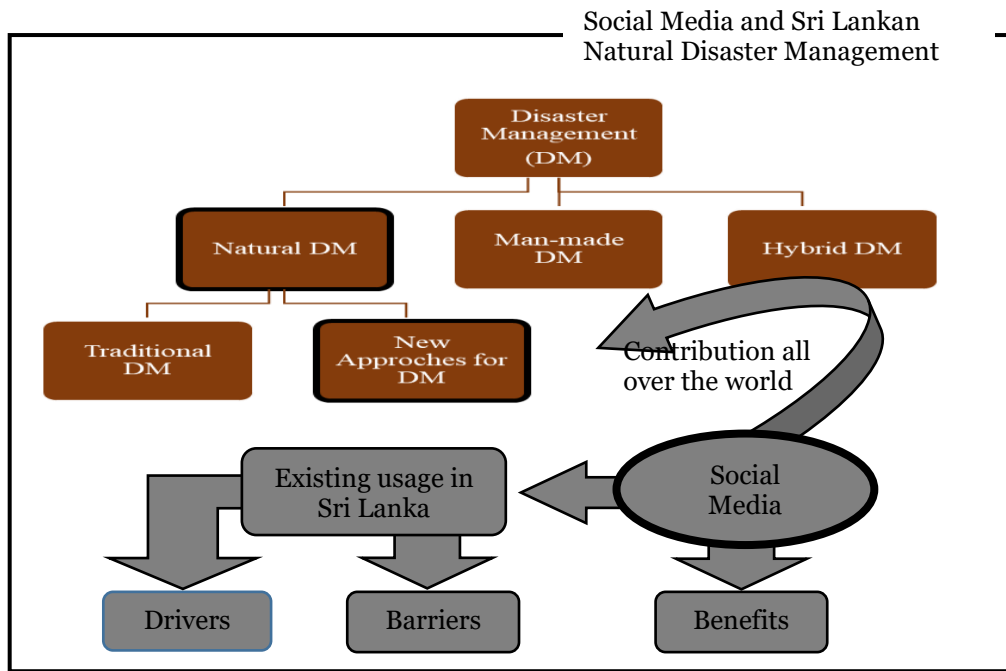 Social Media and Sri Lankan
Natural Disaster Management
Disaster
Management
(DM)
Natural DM
Man-made
DM
Hybrid DM
Traditional
DM
New
Approches for
DM
Contribution all
over the world
Existing usage in
Sri Lanka
Social
Media
Drivers
Barriers
Benefits